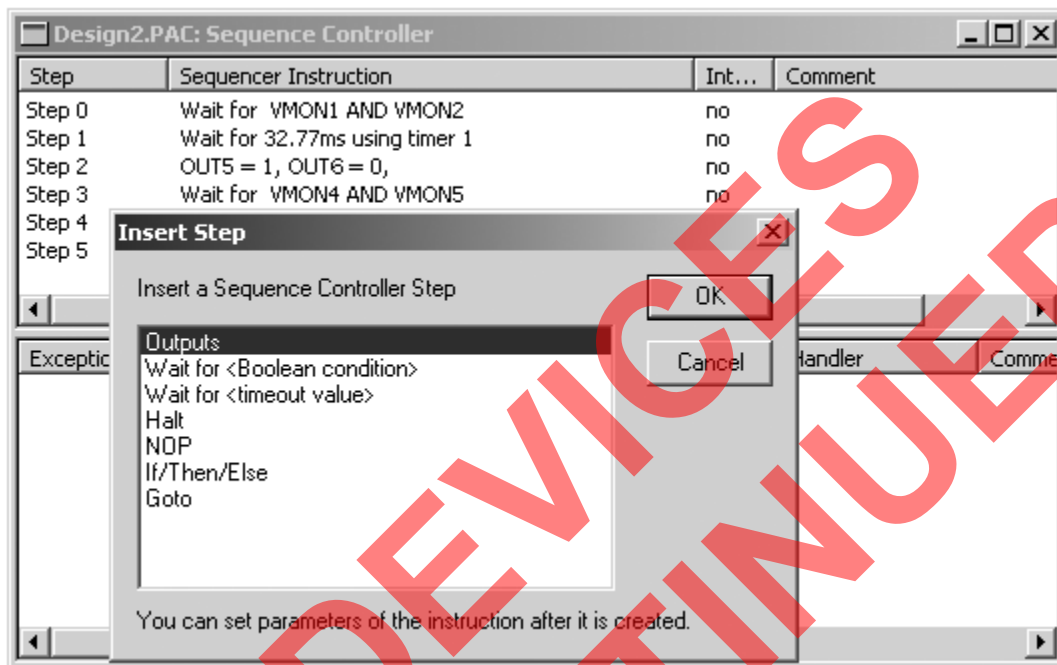 Design2.PAC: Sequence Controller
Step Sequencer Instruction Int... Comment
Step 0 Wait for VMON1 AND VMON2 no
Step 1 Wait for 32.77ms using timer 1 no
Step 2 OUT5 = 1, OUT6 = 0, no
Step 3 Wait for VMON4 AND VMON5 no
Step 4
Step 5
Insert Step
Insert a Sequence Controller Step
OK
Cancel
Outputs
Wait for <Boolean condition>
Wait for <timeout value>
Halt
NOP
If/Then/Else
Goto
You can set parameters of the instruction after it is created.
Exceptic Handler Comme
DEVICES
TINUED